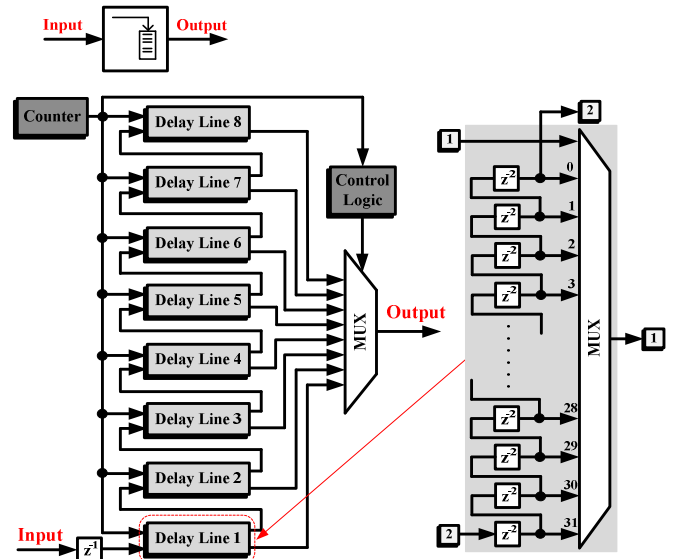 Input
Output
Counter
Delay Line 8
Delay Line 7
Delay Line 6
Delay Line 5
Delay Line 4
Delay Line 3
Delay Line 2
Delay Line 1
Input
z⁻¹
Control
Logic
MUX
Output
1
2
z⁻²
0
z⁻²
1
z⁻²
2
z⁻²
3
z⁻²
28
z⁻²
29
z⁻²
30
2
z⁻²
31
MUX
1